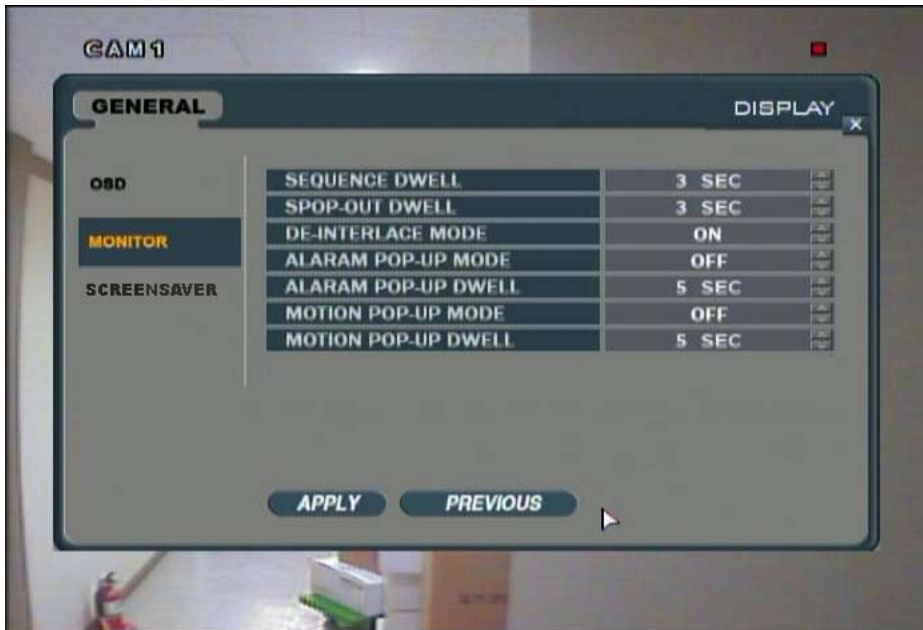 CAM 1
GENERAL
DISPLAY
X
OSD
MONITOR
SCREENSAVER
SEQUENCE DWELL 3 SEC
SPOP-OUT DWELL 3 SEC
DE-INTERLACE MODE ON
ALARAM POP-UP MODE OFF
ALARAM POP-UP DWELL 5 SEC
MOTION POP-UP MODE OFF
MOTION POP-UP DWELL 5 SEC
APPLY PREVIOUS